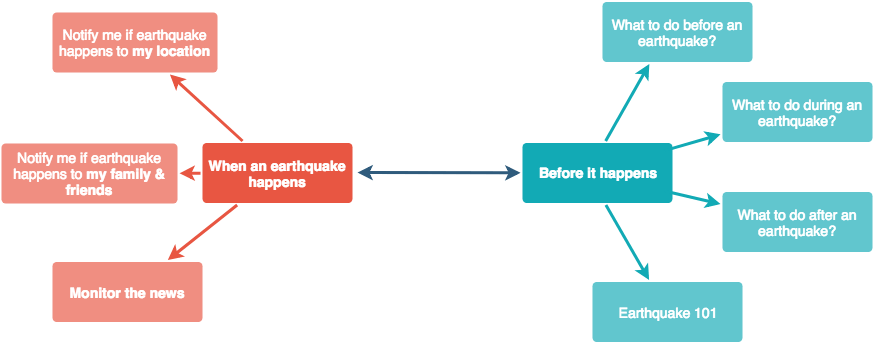 Notify me if earthquake
happens to my location
Notify me if earthquake
happens to my family &
friends
When an earthquake
happens
Monitor the news
What to do before an
earthquake?
What to do during an
earthquake?
Before it happens
What to do after an
earthquake?
Earthquake 101